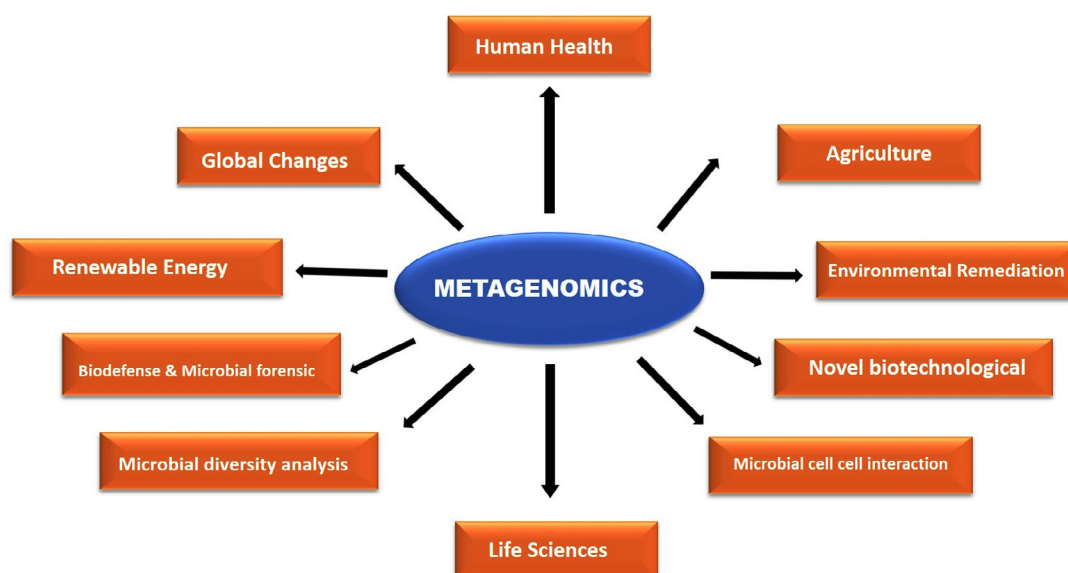 Human Health
Global Changes
Agriculture
Renewable Energy
METAGENOMICS
Environmental Remediation
Biodefense & Microbial forensic
Novel biotechnological
Microbial diversity analysis
Microbial cell cell interaction
Life Sciences